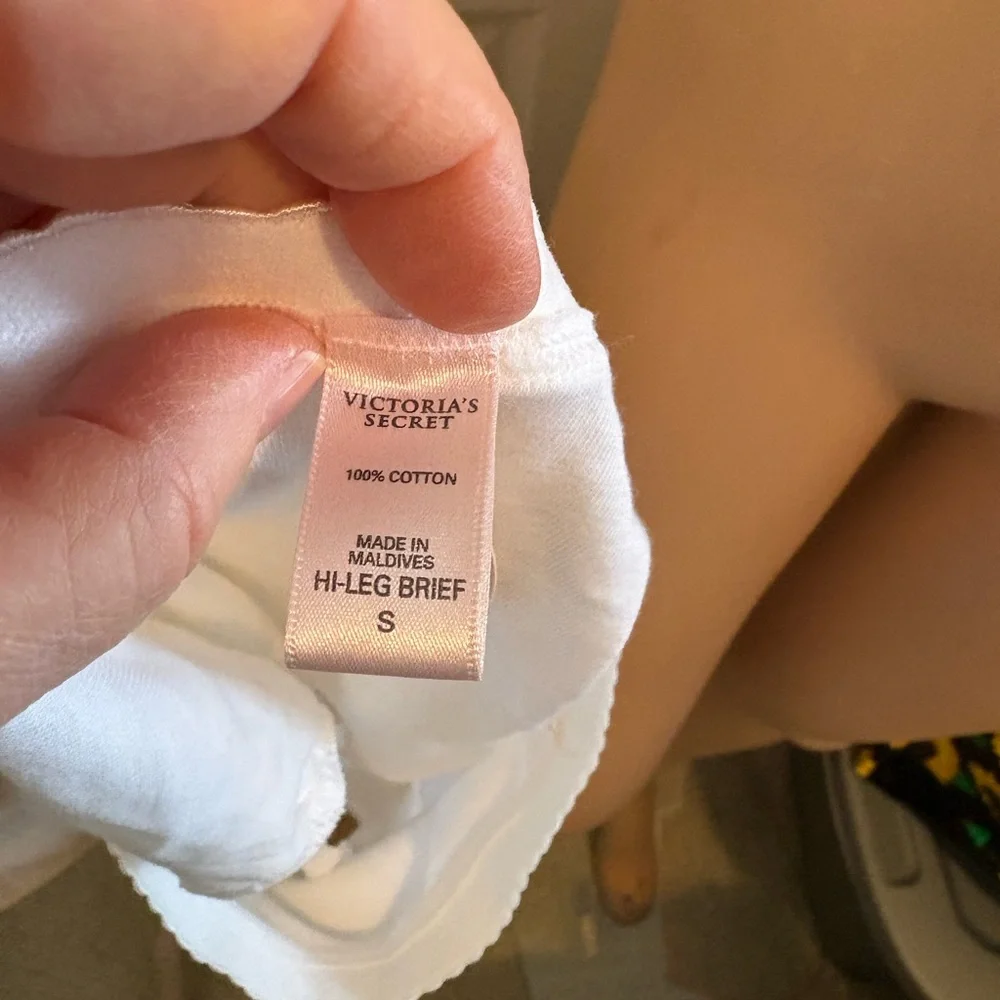 VICTORIA'S
SECRET
100% COTTON
MADE IN
MALDIVES
HI-LEG BRIEF
S